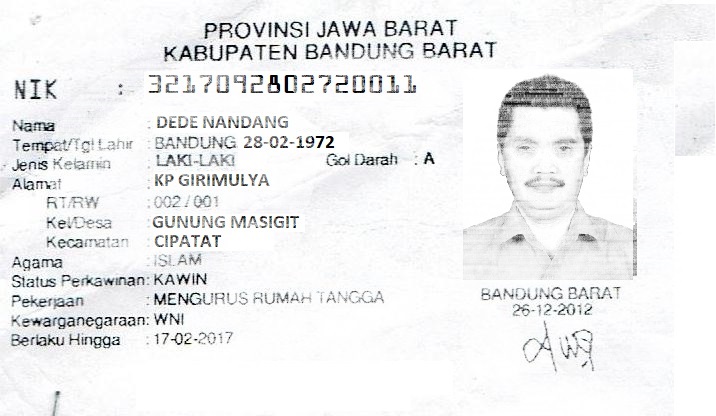 PROVINSI JAWA BARAT
KABUPATEN BANDUNG BARAT
NIK : 3217092802720011
Nama : DEDE NANDANG
Tempat/Tgl Lahir : BANDUNG 28-02-1972
Jenis Kelamin : LAKI-LAKI Gol Darah : A
Alamat : KP GIRIMULYA
RT/RW : 002 / 001
Kel/Desa : GUNUNG MASIGIT
Kecamatan : CIPATAT
Agama : ISLAM
Status Perkawinan: KAWIN
Pekerjaan : MENGURUS RUMAH TANGGA
Kewarganegaraan: WNI
Berlaku Hingga : 17-02-2017
BANDUNG BARAT
26-12-2012